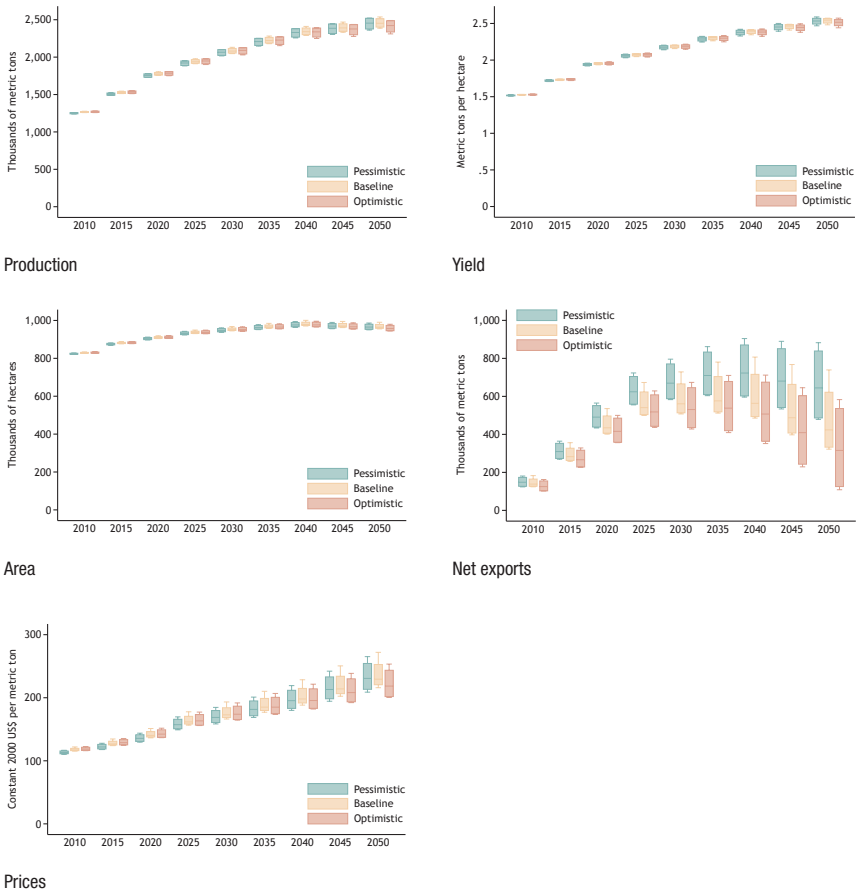 Thousands of metric tons
2,500
2,000
1,500
1,000
500
0
Pessimistic
Baseline
Optimistic
2010 2015 2020 2025 2030 2035 2040 2045 2050
Production
Metric tons per hectare
2.5
2
1.5
1
.5
0
Pessimistic
Baseline
Optimistic
2010 2015 2020 2025 2030 2035 2040 2045 2050
Yield
Thousands of hectares
1,000
800
600
400
200
0
Pessimistic
Baseline
Optimistic
2010 2015 2020 2025 2030 2035 2040 2045 2050
Area
Thousands of metric tons
1,000
800
600
400
200
0
Pessimistic
Baseline
Optimistic
2010 2015 2020 2025 2030 2035 2040 2045 2050
Net exports
Constant 2000 US$ per metric ton
300
200
100
0
Pessimistic
Baseline
Optimistic
2010 2015 2020 2025 2030 2035 2040 2045 2050
Prices